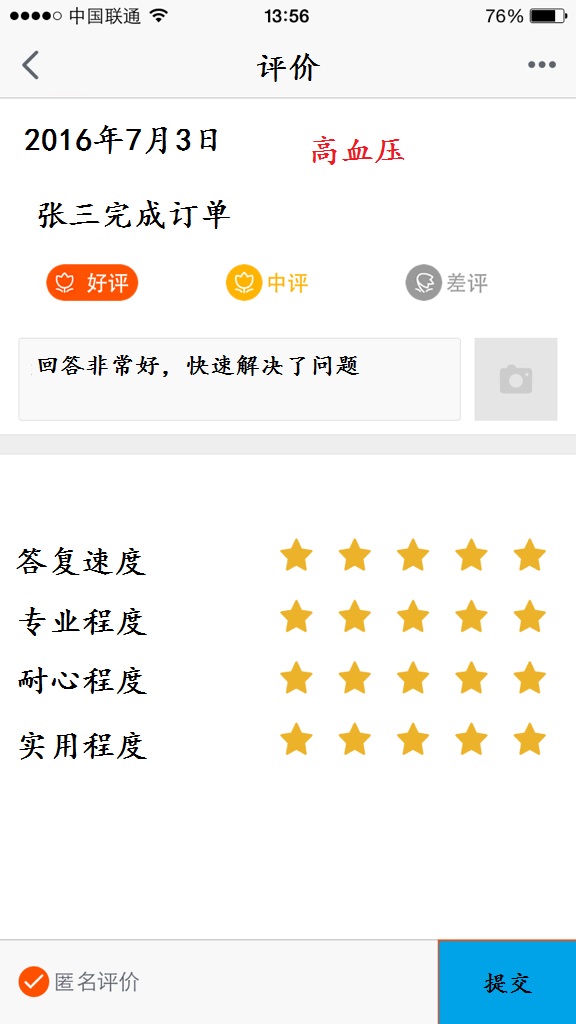 中国联通 13:56 76%
评价
2016年7月3日 高血压
张三完成订单
好评 中评 差评
回答非常好，快速解决了问题
答复速度
专业程度
耐心程度
实用程度
匿名评价 提交